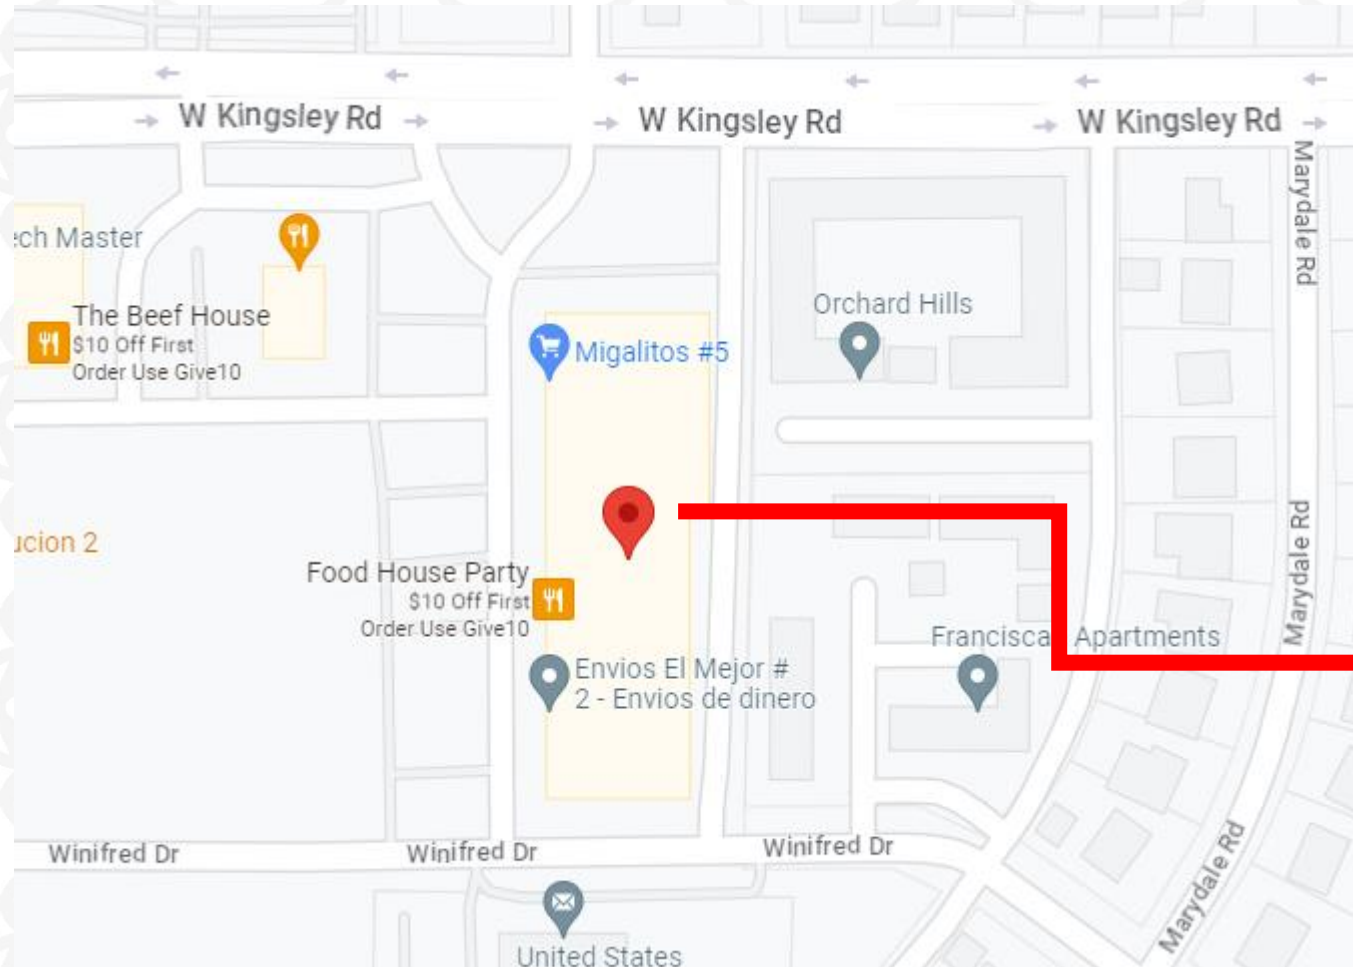 W Kingsley Rd
W Kingsley Rd
W Kingsley Rd
Marydale Rd
ech Master
The Beef House
$10 Off First
Order Use Give10
Orchard Hills
Migalitos #5
ucion 2
Marydale Rd
Food House Party
$10 Off First
Order Use Give10
Francisca Apartments
Envios El Mejor #
2 - Envios de dinero
Winifred Dr
Winifred Dr
Winifred Dr
Marydale Rd
United States